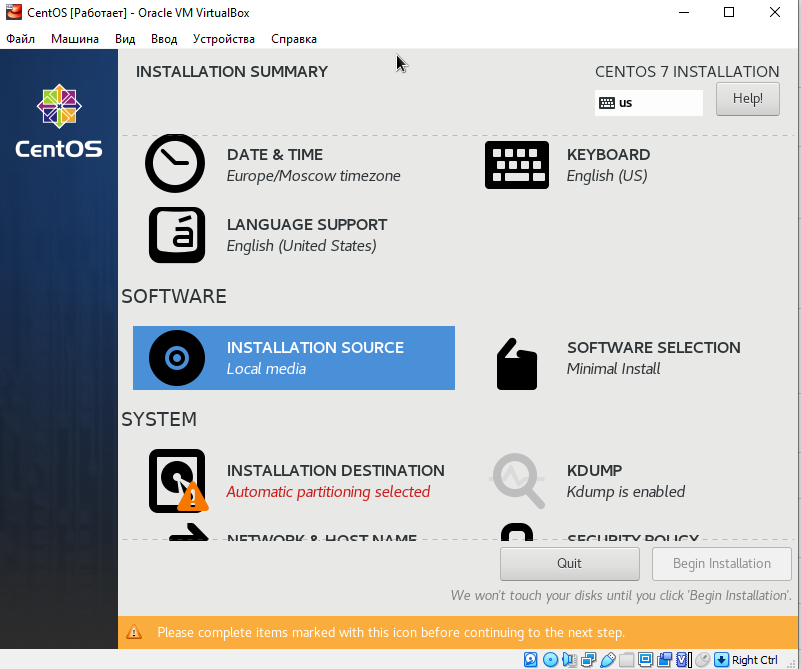 CentOS [Работает] - Oracle VM VirtualBox
Файл Машина Вид Ввод Устройства Справка
INSTALLATION SUMMARY
CENTOS 7 INSTALLATION
us
Help!
CentOS
DATE & TIME
Europe/Moscow timezone
KEYBOARD
English (US)
LANGUAGE SUPPORT
English (United States)
SOFTWARE
INSTALLATION SOURCE
Local media
SOFTWARE SELECTION
Minimal Install
SYSTEM
INSTALLATION DESTINATION
Automatic partitioning selected
KDUMP
Kdump is enabled
NETWORK & HOST NAME
SECURITY POLICY
Quit
Begin Installation
We won't touch your disks until you click 'Begin Installation'.
Please complete items marked with this icon before continuing to the next step.
Right Ctrl